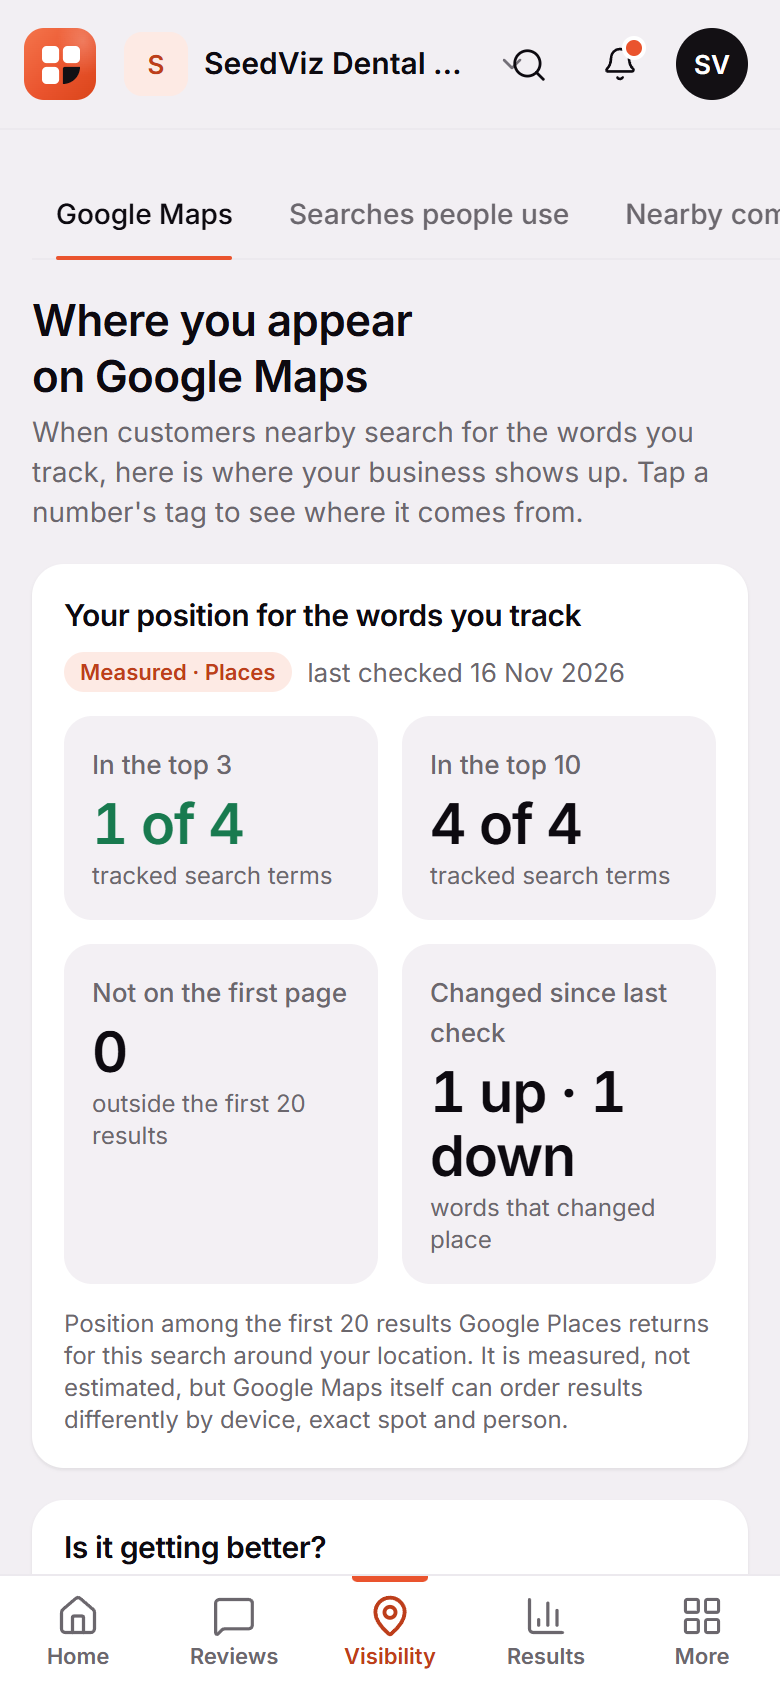 S
SeedViz Dental ...
SV
Google Maps
Searches people use
Nearby com
Where you appear
on Google Maps
When customers nearby search for the words you
track, here is where your business shows up. Tap a
number's tag to see where it comes from.
Your position for the words you track
Measured · Places
last checked 16 Nov 2026
In the top 3
1 of 4
tracked search terms
In the top 10
4 of 4
tracked search terms
Not on the first page
0
outside the first 20
results
Changed since last
check
1 up · 1
down
words that changed
place
Position among the first 20 results Google Places returns
for this search around your location. It is measured, not
estimated, but Google Maps itself can order results
differently by device, exact spot and person.
Is it getting better?
Home
Reviews
Visibility
Results
More